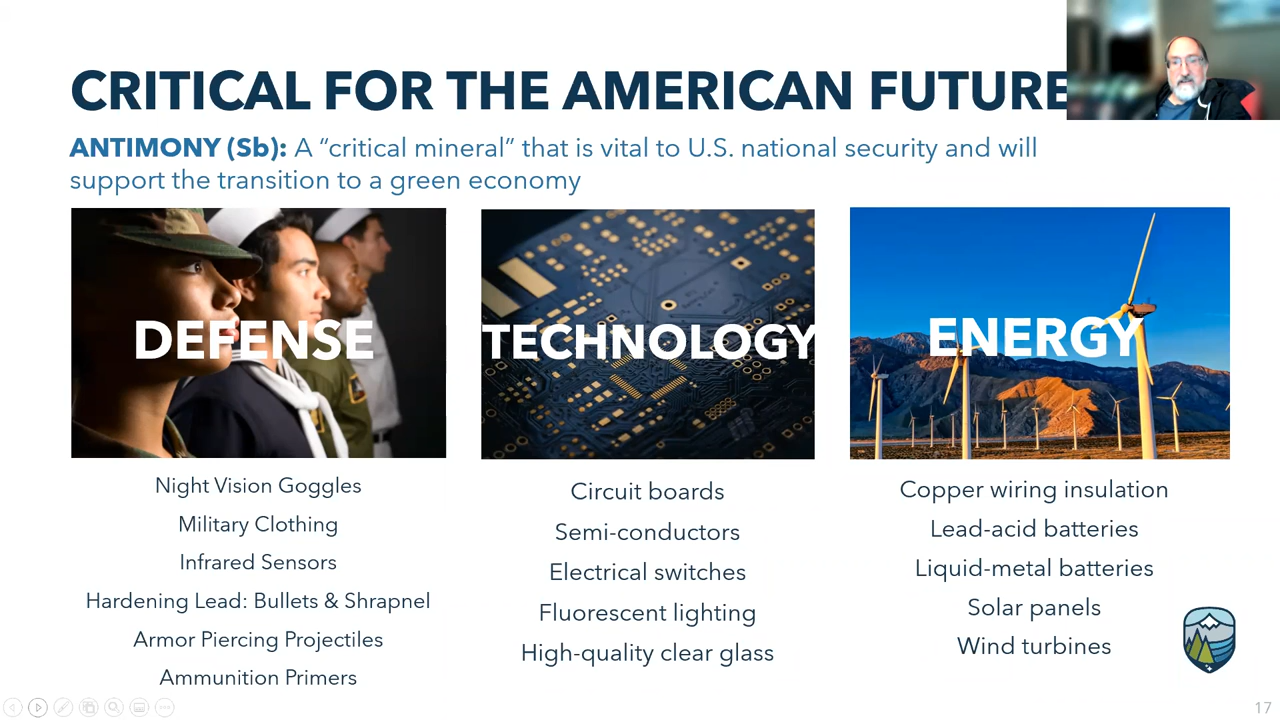 CRITICAL FOR THE AMERICAN FUTURE
ANTIMONY (Sb): A “critical mineral” that is vital to U.S. national security and will
support the transition to a green economy
DEFENSE
Night Vision Goggles
Military Clothing
Infrared Sensors
Hardening Lead: Bullets & Shrapnel
Armor Piercing Projectiles
Ammunition Primers
TECHNOLOGY
Circuit boards
Semi-conductors
Electrical switches
Fluorescent lighting
High-quality clear glass
ENERGY
Copper wiring insulation
Lead-acid batteries
Liquid-metal batteries
Solar panels
Wind turbines
17